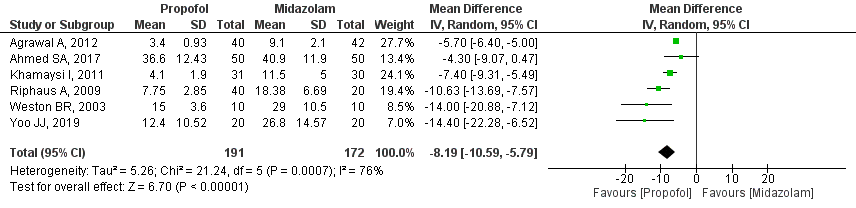 Propofol Midazolam Mean Difference Mean Difference
Study or Subgroup Mean SD Total Mean SD Total Weight IV, Random, 95% CI IV, Random, 95% CI
Agrawal A, 2012 3.4 0.93 40 9.1 2.1 42 27.7% -5.70 [-6.40, -5.00]
Ahmed SA, 2017 36.6 12.43 50 40.9 11.9 50 13.4% -4.30 [-9.07, 0.47]
Khamaysi I, 2011 4.1 1.9 31 11.5 5 30 24.1% -7.40 [-9.31, -5.49]
Riphaus A, 2009 7.75 2.85 40 18.38 6.69 20 19.4% -10.63 [-13.69, -7.57]
Weston BR, 2003 15 3.6 10 29 10.5 10 8.5% -14.00 [-20.88, -7.12]
Yoo JJ, 2019 12.4 10.52 20 26.8 14.57 20 7.0% -14.40 [-22.28, -6.52]
Total (95% CI) 191 172 100.0% -8.19 [-10.59, -5.79]
Heterogeneity: Tau² = 5.26; Chi² = 21.24, df = 5 (P = 0.0007); I² = 76%
Test for overall effect: Z = 6.70 (P < 0.00001)
-20 -10 0 10 20
Favours [Propofol] Favours [Midazolam]